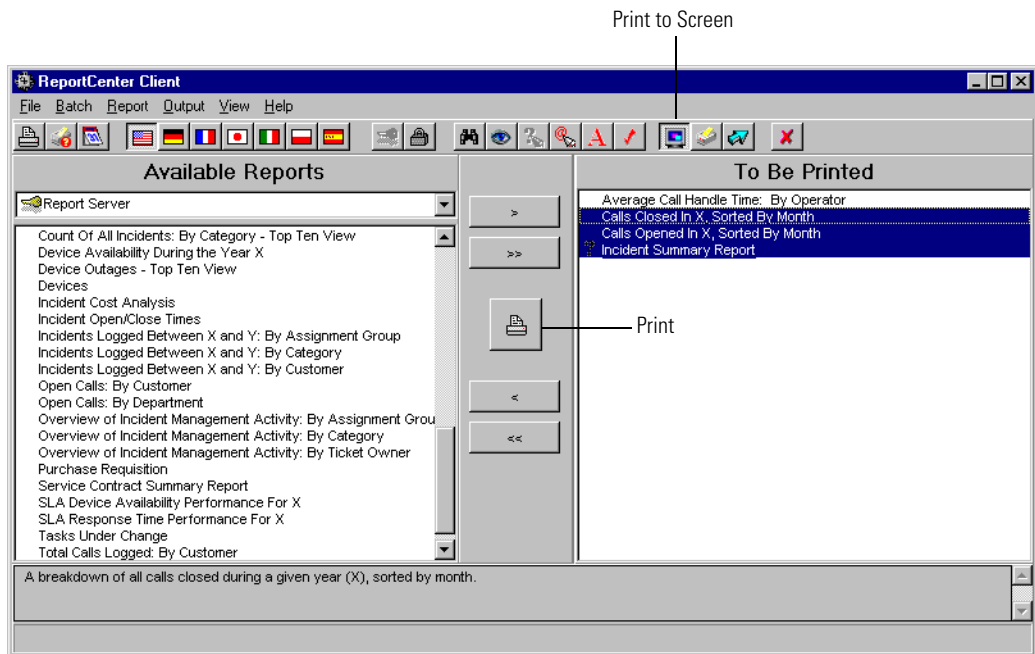 Print to Screen
ReportCenter Client
File Batch Report Output View Help
Available Reports
To Be Printed
Report Server
Count Of All Incidents: By Category - Top Ten View
Device Availability During the Year X
Device Outages - Top Ten View
Devices
Incident Cost Analysis
Incident Open/Close Times
Incidents Logged Between X and Y: By Assignment Group
Incidents Logged Between X and Y: By Category
Incidents Logged Between X and Y: By Customer
Open Calls: By Customer
Open Calls: By Department
Overview of Incident Management Activity: By Assignment Grou
Overview of Incident Management Activity: By Category
Overview of Incident Management Activity: By Ticket Owner
Purchase Requisition
Service Contract Summary Report
SLA Device Availability Performance For X
SLA Response Time Performance For X
Tasks Under Change
Total Calls Logged: By Customer
>
>>
Print
<
<<
Average Call Handle Time: By Operator
Calls Closed In X, Sorted By Month
Calls Opened In X, Sorted By Month
Incident Summary Report
A breakdown of all calls closed during a given year (X), sorted by month.